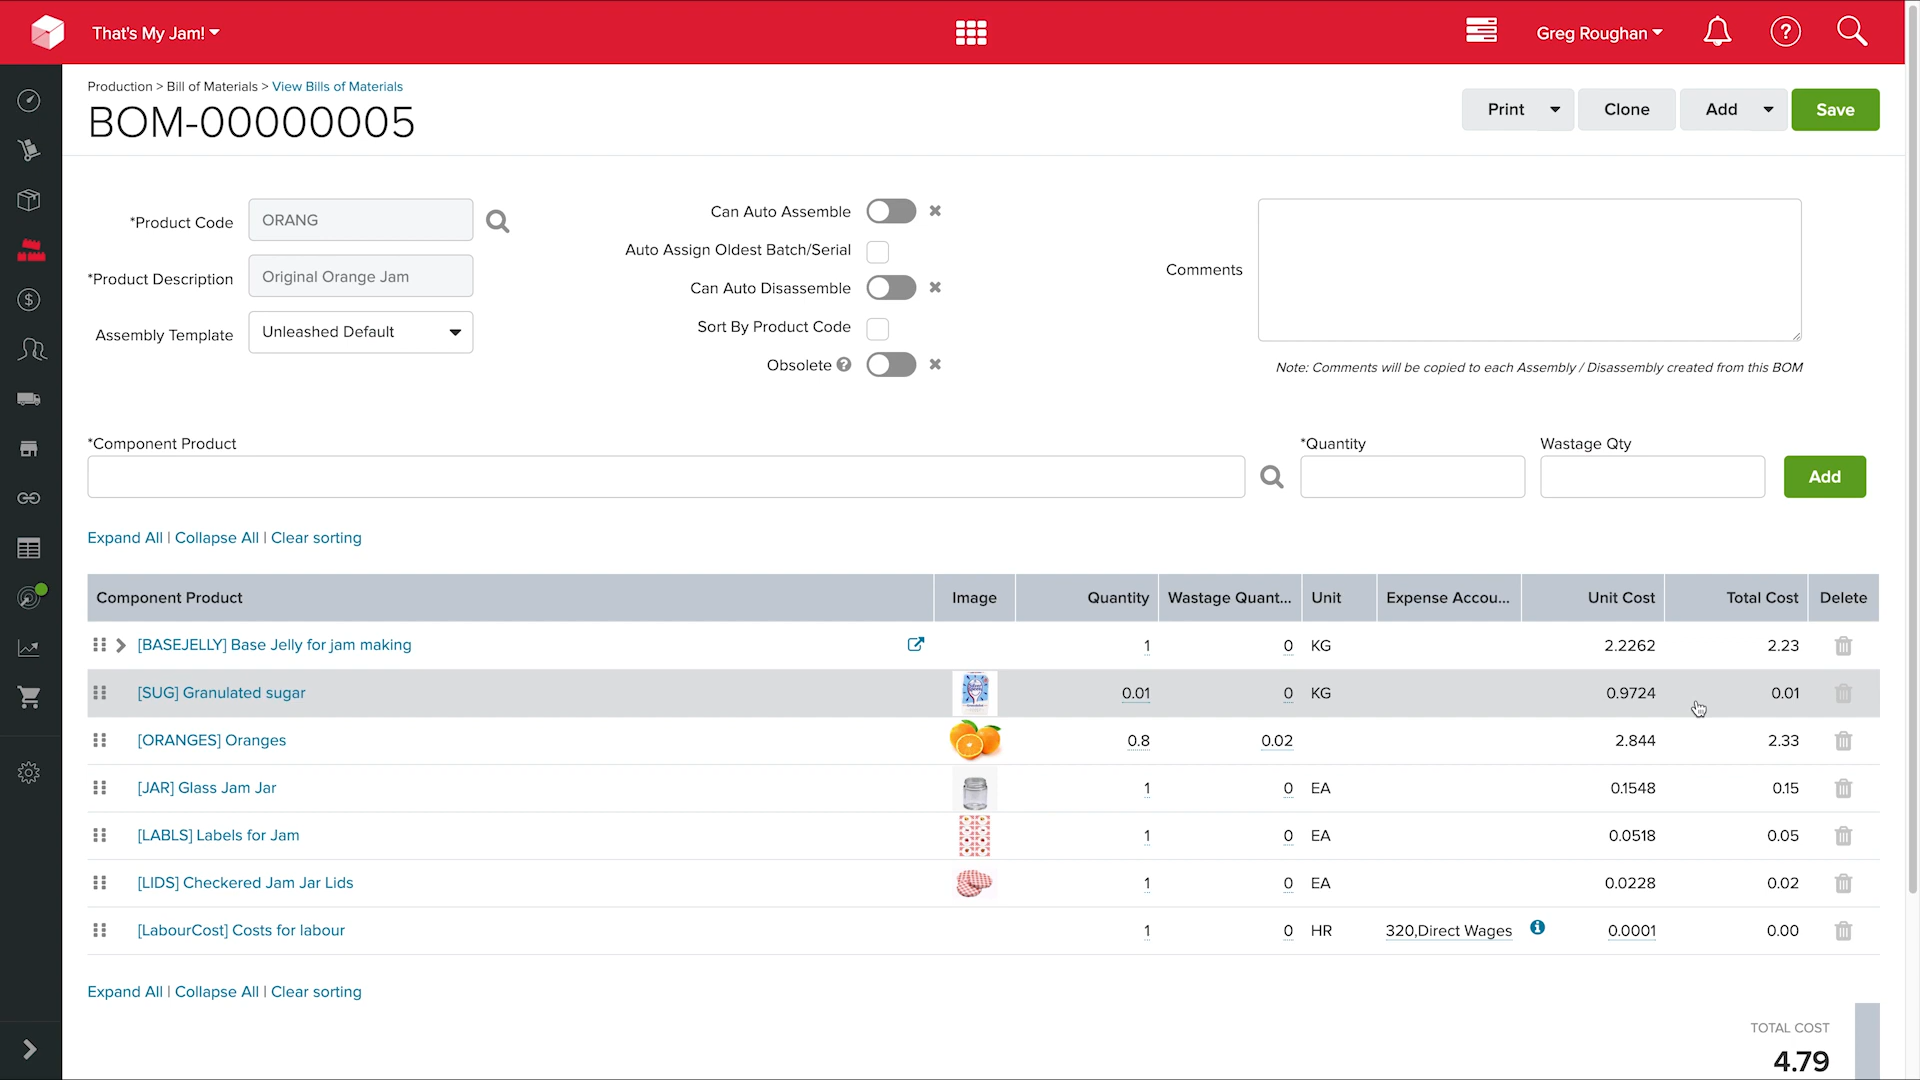 That's My Jam!
Greg Roughan
?
Production > Bill of Materials > View Bills of Materials
BOM-00000005
Print
Clone
Add
Save
*Product Code
ORANG
*Product Description
Original Orange Jam
Assembly Template
Unleashed Default
Can Auto Assemble
Auto Assign Oldest Batch/Serial
Can Auto Disassemble
Sort By Product Code
Obsolete ?
Comments
Note: Comments will be copied to each Assembly / Disassembly created from this BOM
*Component Product
*Quantity
Wastage Qty
Add
Expand All | Collapse All | Clear sorting
Component Product Image Quantity Wastage Quant... Unit Expense Accou... Unit Cost Total Cost Delete
[BASEJELLY] Base Jelly for jam making 1 0 KG 2.2262 2.23
[SUG] Granulated sugar 0.01 0 KG 0.9724 0.01
[ORANGES] Oranges 0.8 0.02 2.844 2.33
[JAR] Glass Jam Jar 1 0 EA 0.1548 0.15
[LABLS] Labels for Jam 1 0 EA 0.0518 0.05
[LIDS] Checkered Jam Jar Lids 1 0 EA 0.0228 0.02
[LabourCost] Costs for labour 1 0 HR 320,Direct Wages 0.0001 0.00
Expand All | Collapse All | Clear sorting
TOTAL COST
4.79